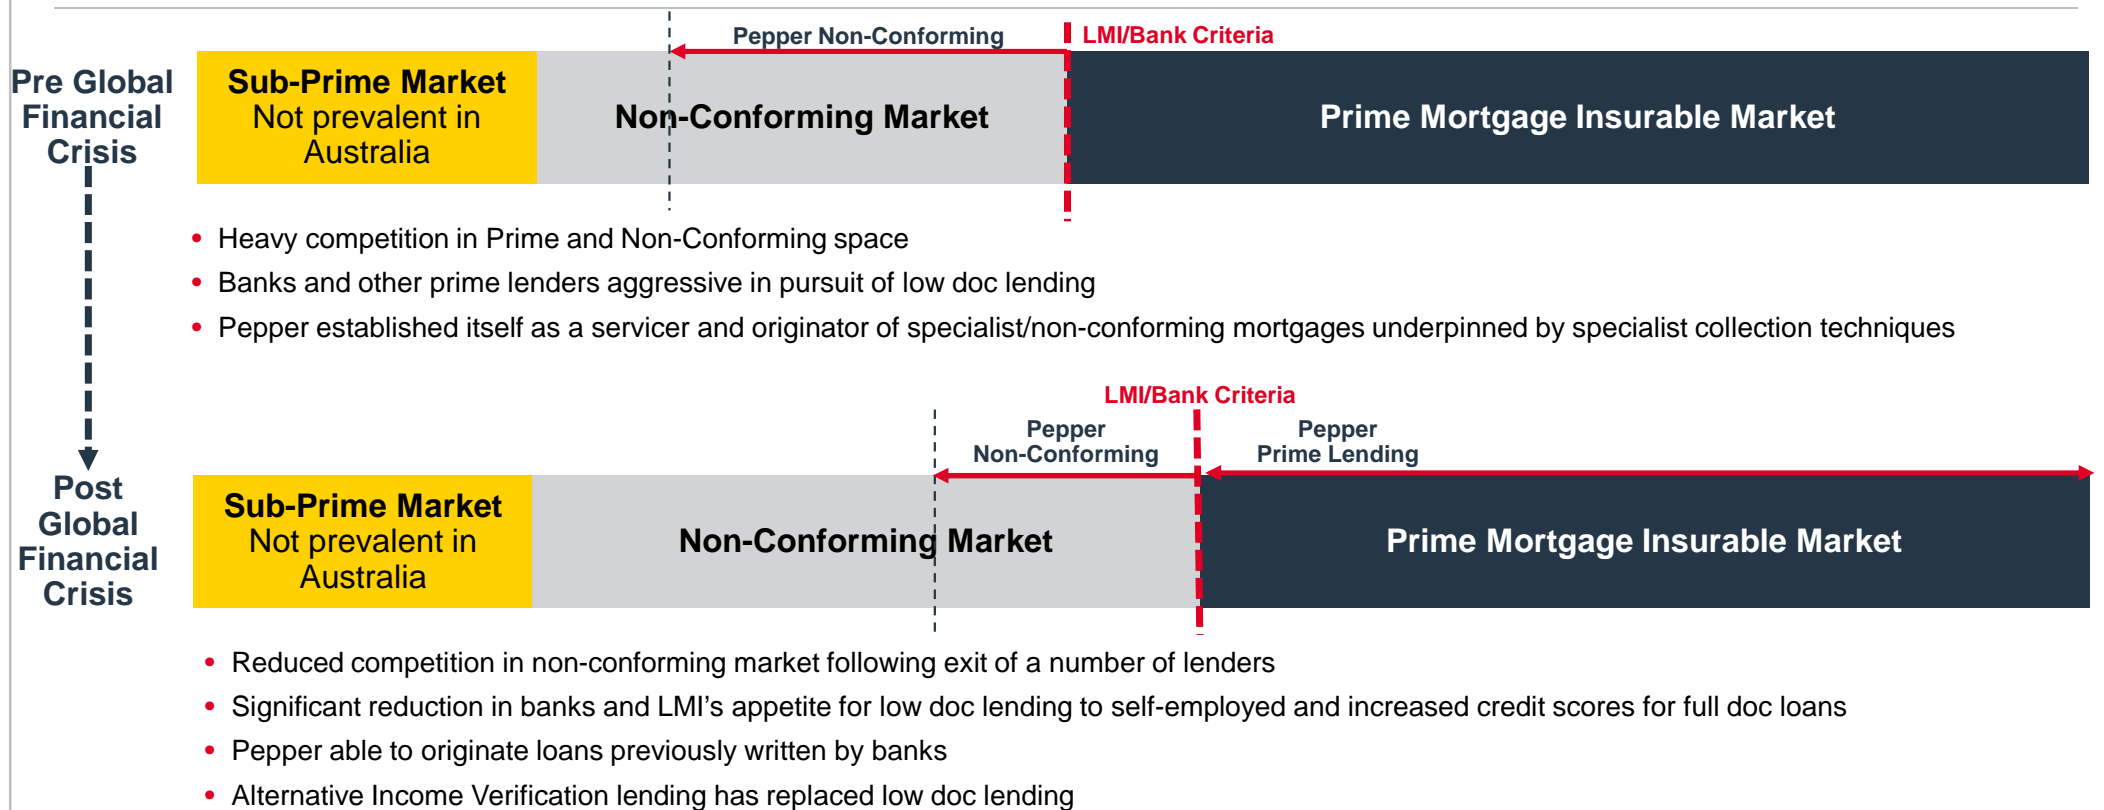 Pepper Non-Conforming
LMI/Bank Criteria
Pre Global
Financial
Crisis
Sub-Prime Market
Not prevalent in
Australia
Non-Conforming Market
Prime Mortgage Insurable Market
• Heavy competition in Prime and Non-Conforming space
• Banks and other prime lenders aggressive in pursuit of low doc lending
• Pepper established itself as a servicer and originator of specialist/non-conforming mortgages underpinned by specialist collection techniques
LMI/Bank Criteria
Pepper
Non-Conforming
Pepper
Prime Lending
Post
Global
Financial
Crisis
Sub-Prime Market
Not prevalent in
Australia
Non-Conforming Market
Prime Mortgage Insurable Market
• Reduced competition in non-conforming market following exit of a number of lenders
• Significant reduction in banks and LMI’s appetite for low doc lending to self-employed and increased credit scores for full doc loans
• Pepper able to originate loans previously written by banks
• Alternative Income Verification lending has replaced low doc lending